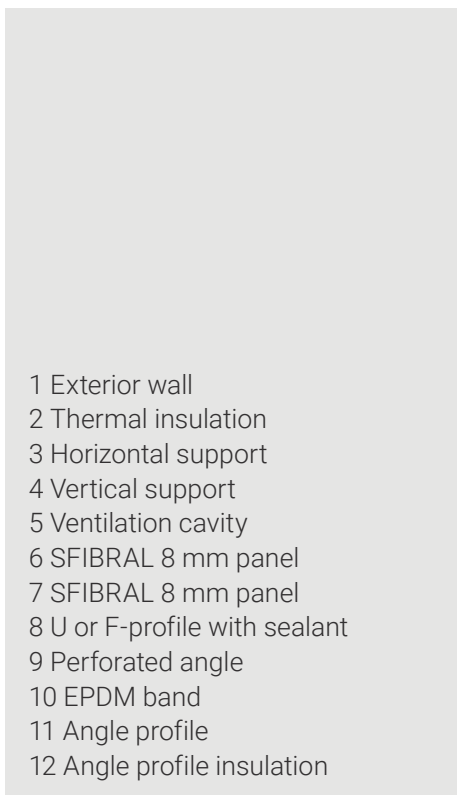 1 Exterior wall
2 Thermal insulation
3 Horizontal support
4 Vertical support
5 Ventilation cavity
6 SFIBRAL 8 mm panel
7 SFIBRAL 8 mm panel
8 U or F-profile with sealant
9 Perforated angle
10 EPDM band
11 Angle profile
12 Angle profile insulation